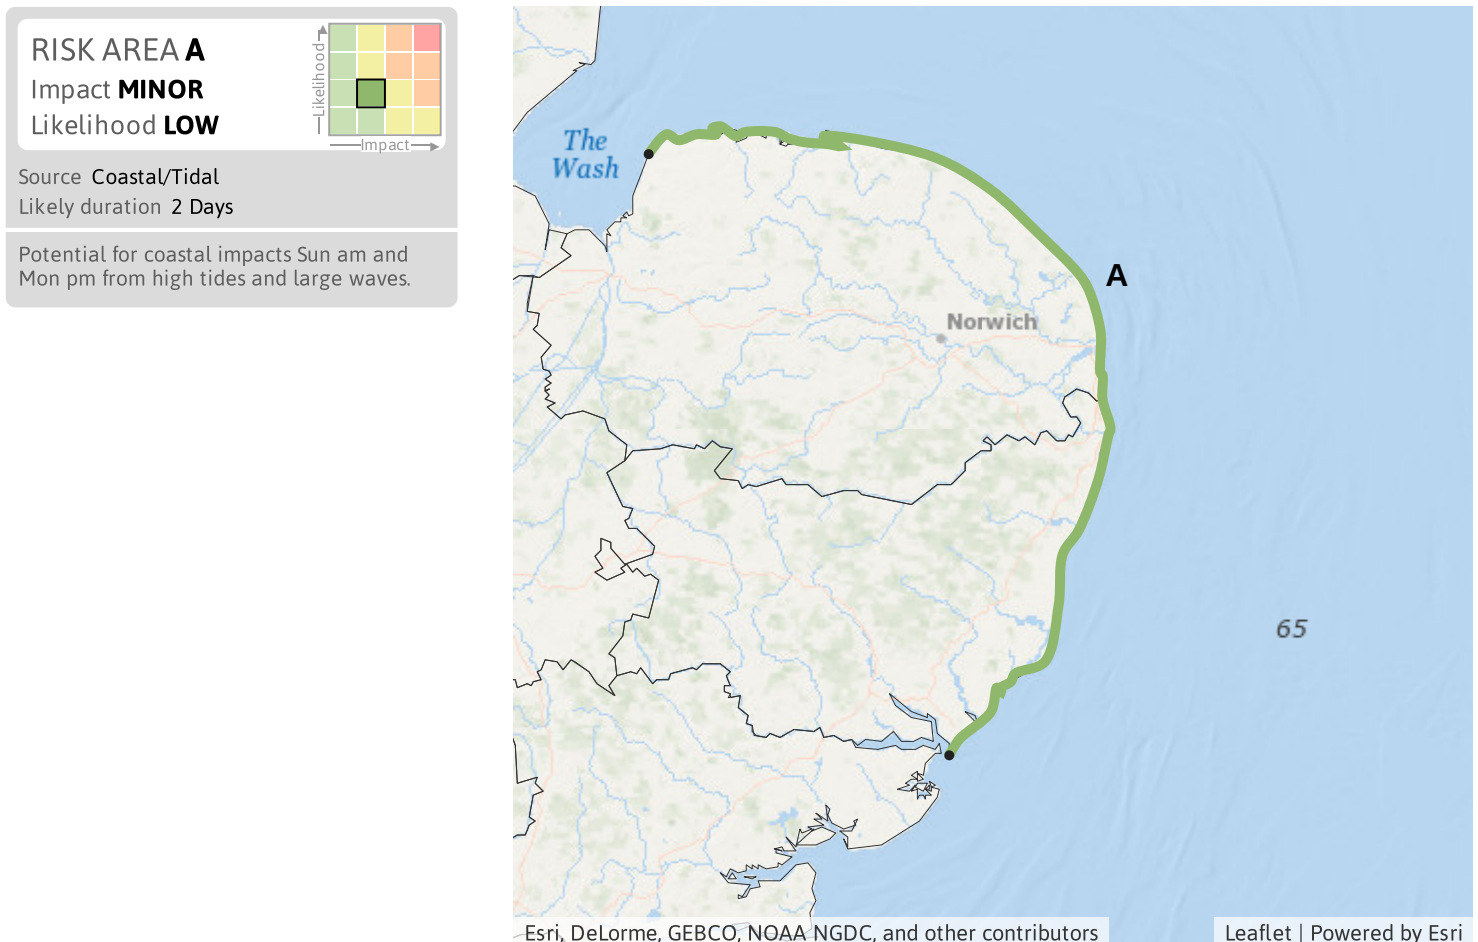 RISK AREA A
Impact MINOR
Likelihood LOW
Likelihood
Impact
Source Coastal/Tidal
Likely duration 2 Days
Potential for coastal impacts Sun am and
Mon pm from high tides and large waves.
The
Wash
A
Norwich
65
Esri, DeLorme, GEBCO, NOAA NGDC, and other contributors
Leaflet | Powered by Esri